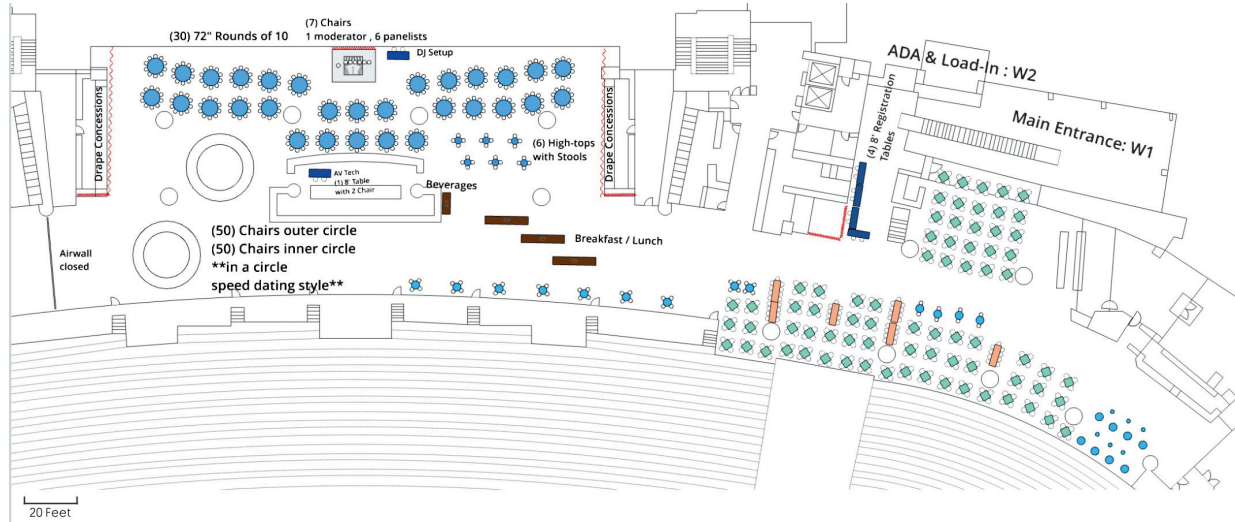 (7) Chairs
1 moderator , 6 panelists
(30) 72" Rounds of 10
DJ Setup
ADA & Load-In : W2
Main Entrance: W1
(4) 8' Registration
Tables
Drape Concessions
Drape Concessions
(6) High-tops
with Stools
AV Tech
(1) 8' Table
with 2 Chair
Beverages
Breakfast / Lunch
(50) Chairs outer circle
(50) Chairs inner circle
**in a circle
speed dating style**
Airwall
closed
20 Feet